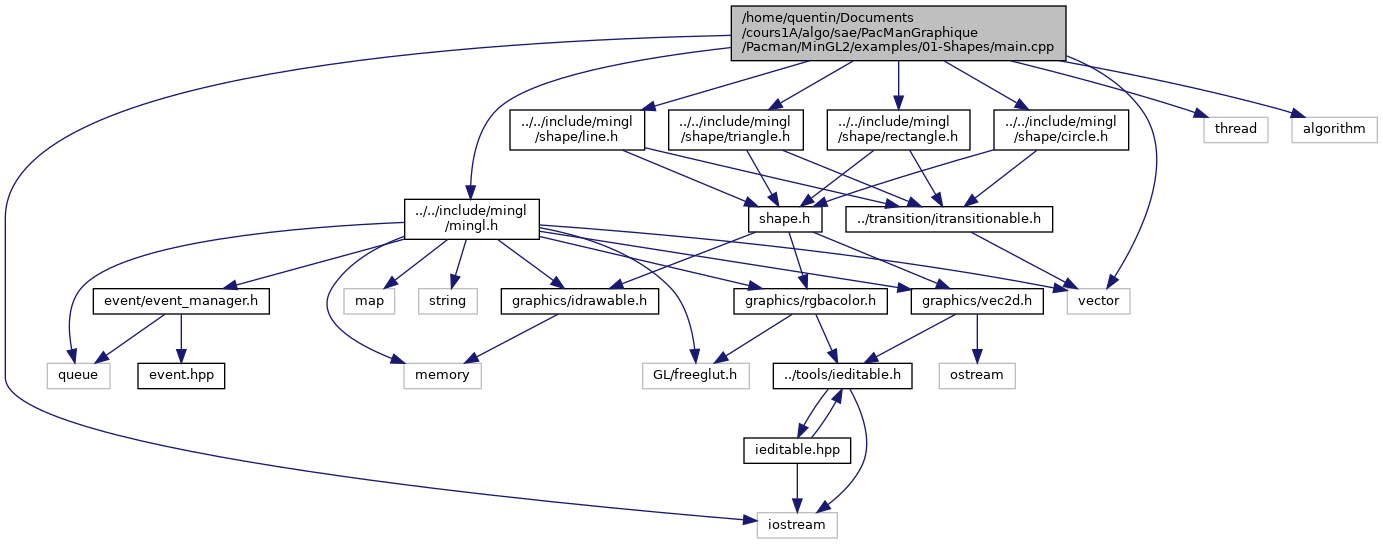 /home/quentin/Documents
/cours1A/algo/sae/PacManGraphique
/Pacman/MinGL2/examples/01-Shapes/main.cpp
../../include/mingl
/shape/line.h
../../include/mingl
/shape/triangle.h
../../include/mingl
/shape/rectangle.h
../../include/mingl
/shape/circle.h
thread
algorithm
../../include/mingl
/mingl.h
shape.h
../transition/itransitionable.h
event/event_manager.h
map
string
graphics/idrawable.h
graphics/rgbacolor.h
graphics/vec2d.h
vector
queue
event.hpp
memory
GL/freeglut.h
../tools/ieditable.h
ostream
ieditable.hpp
iostream